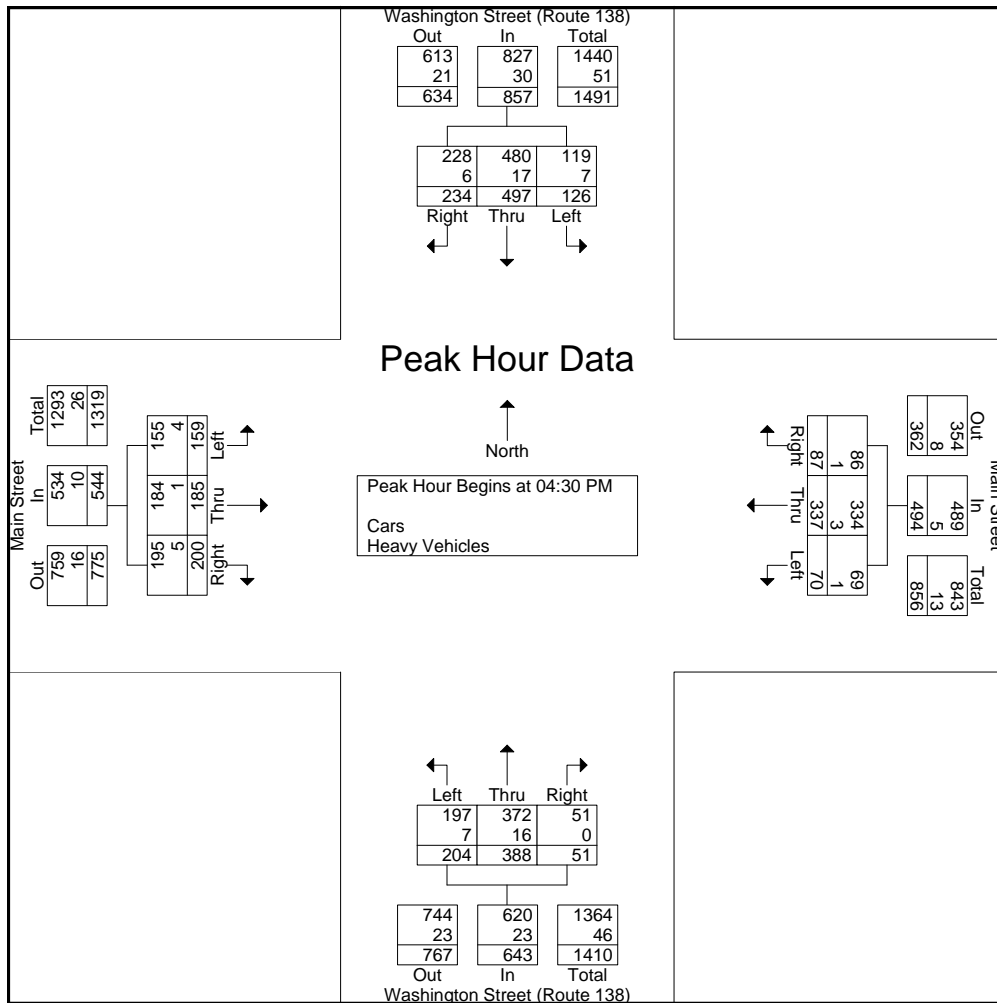 Washington Street (Route 138)
Out In Total
613 827 1440
21 30 51
634 857 1491
228 480 119
6 17 7
234 497 126
Right Thru Left
Peak Hour Data
North
Peak Hour Begins at 04:30 PM
Cars
Heavy Vehicles
Main Street
Out In Total
759 534 1293
16 10 26
775 544 1319
195 184 155
5 1 4
200 185 159
Right Thru Left
Main Street
Out In Total
354 489 843
8 5 13
362 494 856
86 334 69
1 3 1
87 337 70
Right Thru Left
Left Thru Right
197 372 51
7 16 0
204 388 51
744 620 1364
23 23 46
767 643 1410
Out In Total
Washington Street (Route 138)